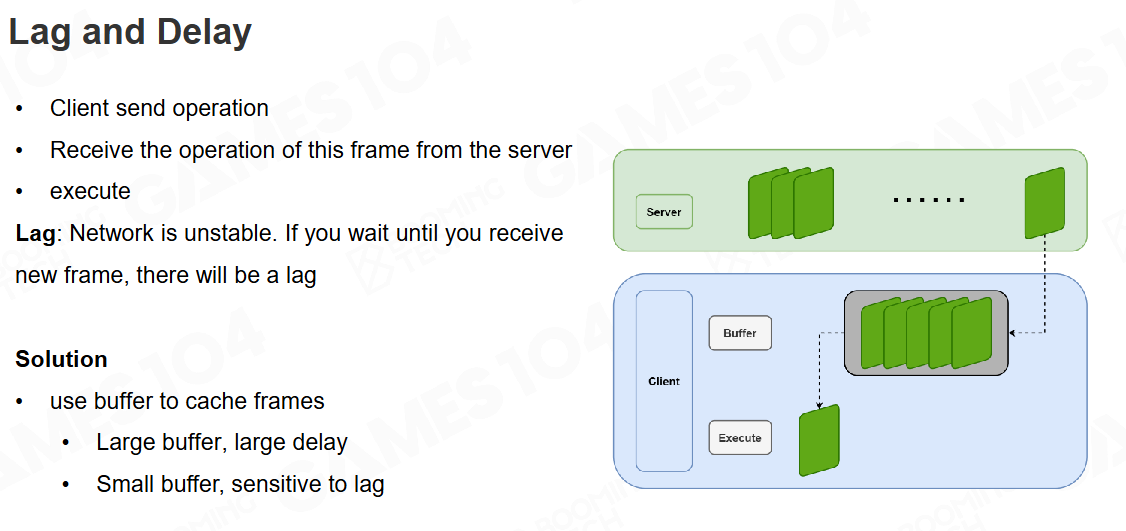 Lag and Delay
• Client send operation
• Receive the operation of this frame from the server
• execute
Lag: Network is unstable. If you wait until you receive
new frame, there will be a lag
Solution
• use buffer to cache frames
• Large buffer, large delay
• Small buffer, sensitive to lag
Server
......
Client
Buffer
Execute
GAMES104
BOOMING
TECH